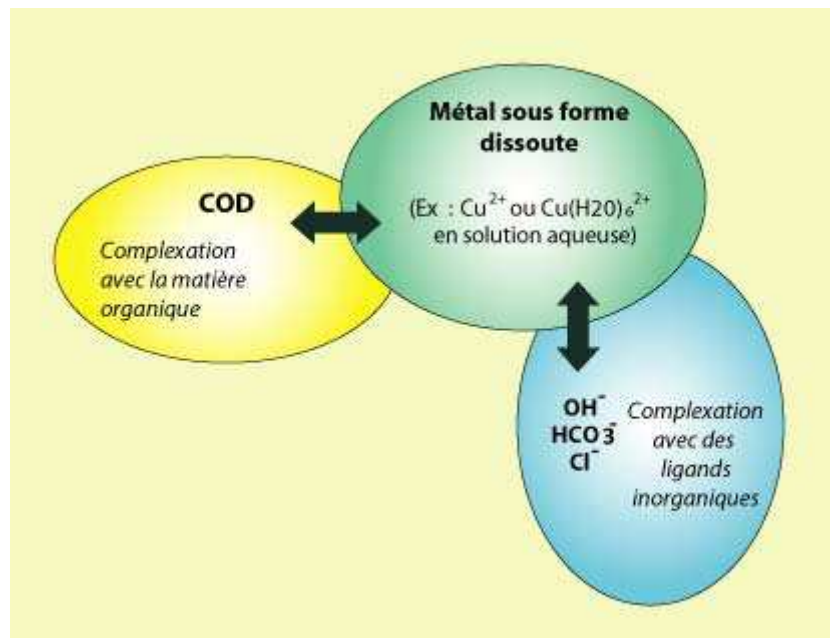 Métal sous forme
dissoute
(Ex : Cu²⁺ ou Cu(H20)₆²⁺
en solution aqueuse)
COD
Complexation
avec la matière
organique
OH⁻
HCO3⁻
Cl⁻
Complexation
avec des
ligands
inorganiques